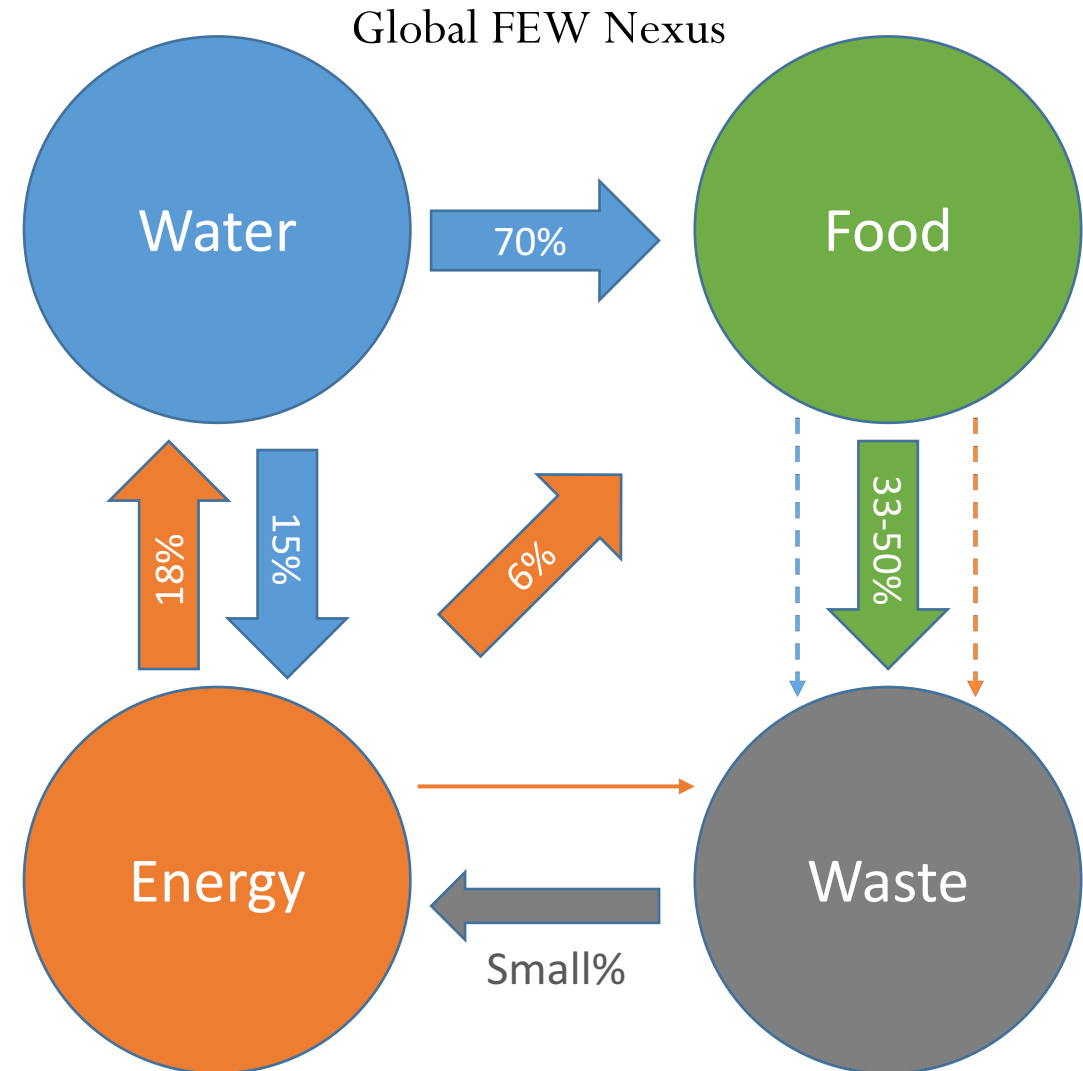 Global FEW Nexus
Water
70%
Food
18%
15%
6%
33-50%
Energy
Waste
Small%